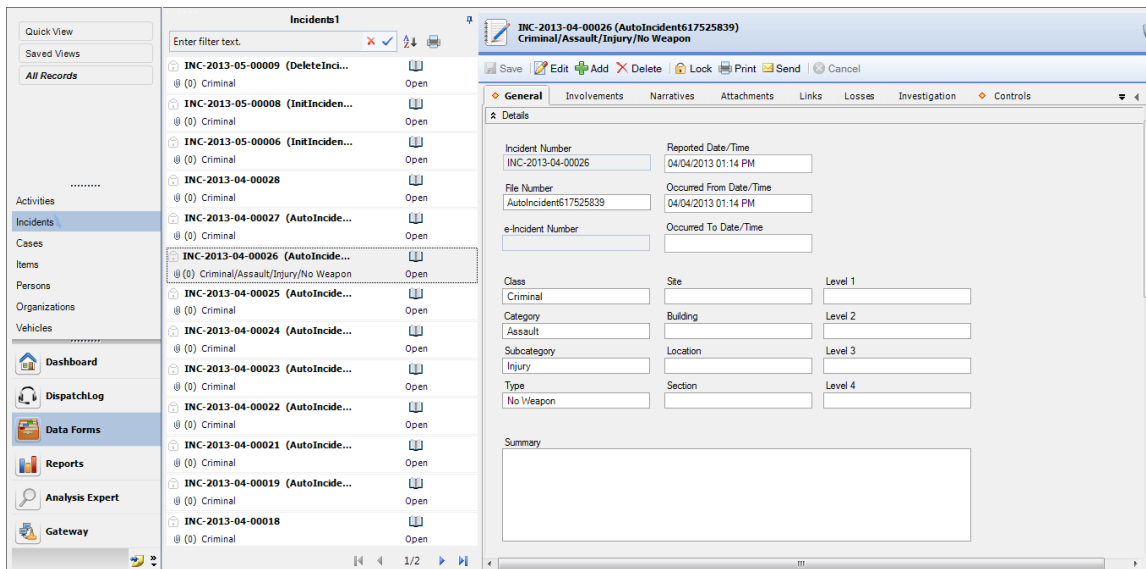 Quick View
Saved Views
All Records
Activities
Incidents
Cases
Items
Persons
Organizations
Vehicles
Dashboard
DispatchLog
Data Forms
Reports
Analysis Expert
Gateway
Incidents1
Enter filter text.
INC-2013-05-00009 (DeleteInci...
(0) Criminal Open
INC-2013-05-00008 (InitInciden...
(0) Criminal Open
INC-2013-05-00006 (InitInciden...
(0) Criminal Open
INC-2013-04-00028
(0) Criminal Open
INC-2013-04-00027 (AutoIncide...
(0) Criminal Open
INC-2013-04-00026 (AutoIncide...
(0) Criminal/Assault/Injury/No Weapon Open
INC-2013-04-00025 (AutoIncide...
(0) Criminal Open
INC-2013-04-00024 (AutoIncide...
(0) Criminal Open
INC-2013-04-00023 (AutoIncide...
(0) Criminal Open
INC-2013-04-00022 (AutoIncide...
(0) Criminal Open
INC-2013-04-00021 (AutoIncide...
(0) Criminal Open
INC-2013-04-00019 (AutoIncide...
(0) Criminal Open
INC-2013-04-00018
(0) Criminal Open
1/2
INC-2013-04-00026 (AutoIncident617525839)
Criminal/Assault/Injury/No Weapon
Save Edit Add Delete Lock Print Send Cancel
General Involvements Narratives Attachments Links Losses Investigation Controls
Details
Incident Number Reported Date/Time
INC-2013-04-00026 04/04/2013 01:14 PM
File Number Occurred From Date/Time
AutoIncident617525839 04/04/2013 01:14 PM
e-Incident Number Occurred To Date/Time
Class Site Level 1
Criminal
Category Building Level 2
Assault
Subcategory Location Level 3
Injury
Type Section Level 4
No Weapon
Summary